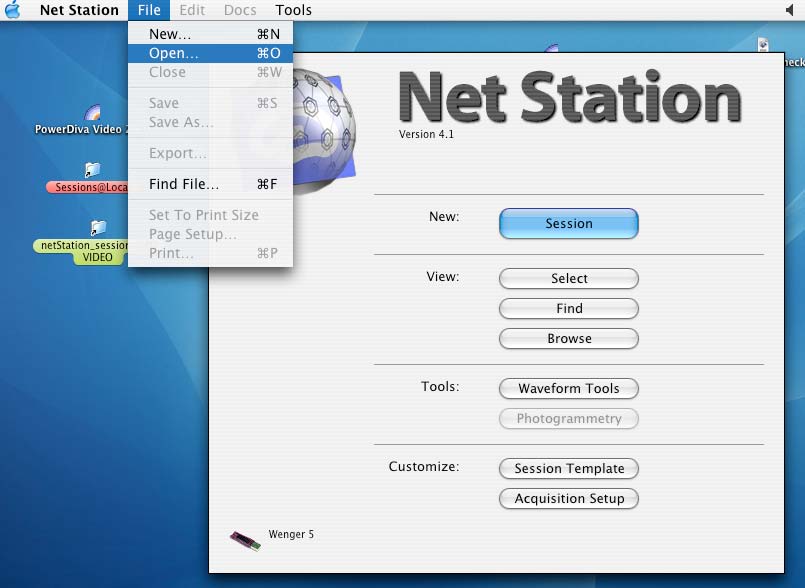 Net Station File Edit Docs Tools
New... ⌘N
Open... ⌘O
Close ⌘W
Save ⌘S
Save As...
Export...
Find File... ⌘F
Set To Print Size
Page Setup...
Print... ⌘P
PowerDiva Video 2
Sessions@Loca
netStation_session
VIDEO
Net Station
Version 4.1
New: Session
View: Select
Find
Browse
Tools: Waveform Tools
Photogrammetry
Customize: Session Template
Acquisition Setup
Wenger 5